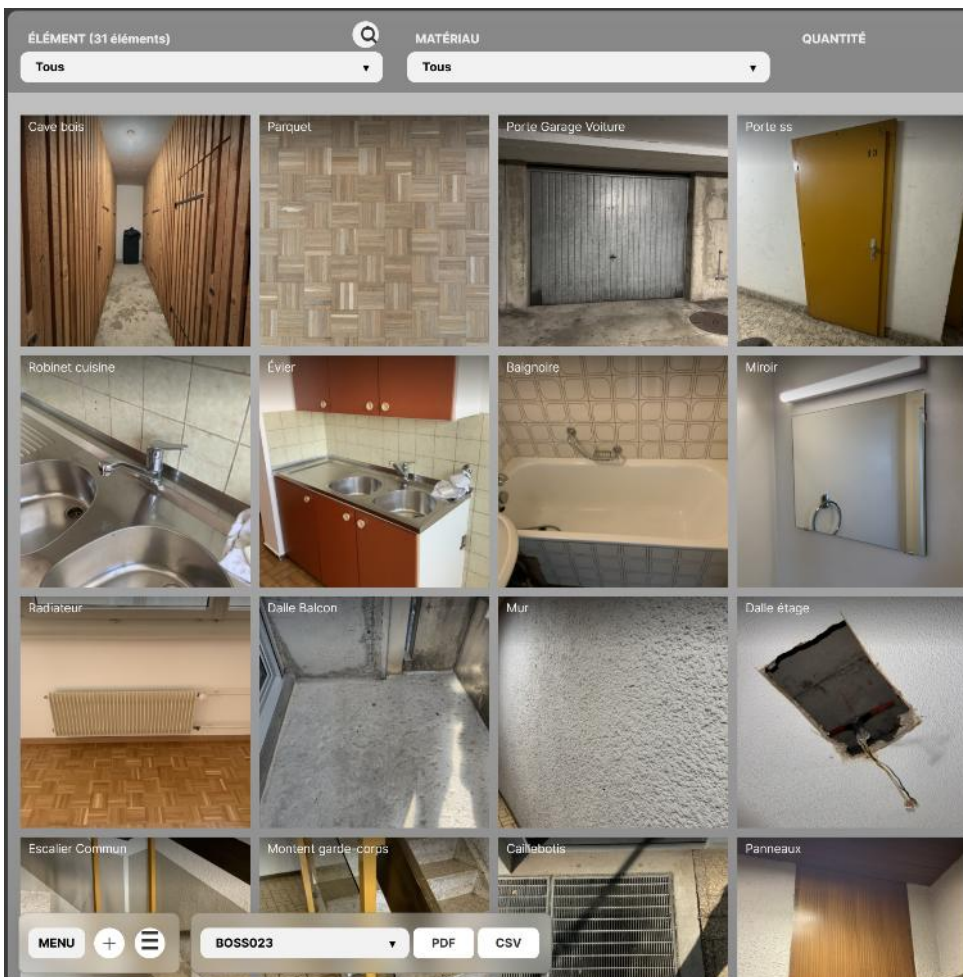 ÉLÉMENT (31 éléments)
MATÉRIAU
QUANTITÉ
Tous
Tous
Cave bois
Parquet
Porte Garage Voiture
Porte ss
Robinet cuisine
Évier
Baignoire
Miroir
Radiateur
Dalle Balcon
Mur
Dalle étage
Escalier Commun
Montent garde-corps
Caillebotis
Panneaux
MENU
BOSS023
PDF
CSV